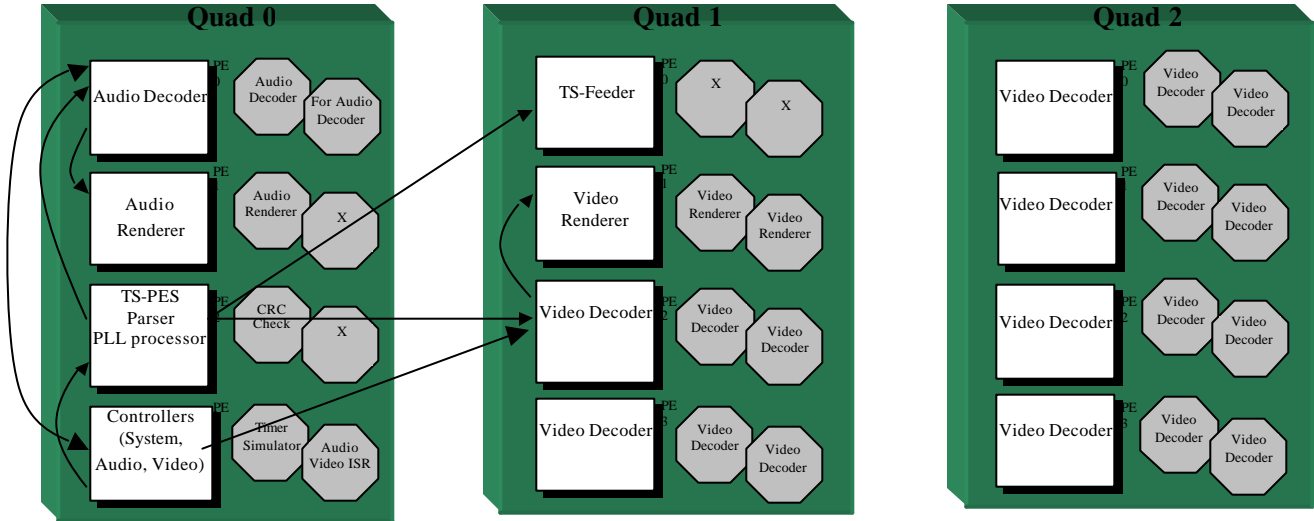 Quad 0
PE
0
Audio Decoder
Audio
Decoder
For Audio
Decoder
Audio
Renderer
Audio
Renderer
X
TS-PES
Parser
PLL processor
PE
CRC
Check
X
PE
Controllers
(System,
Audio, Video)
Timer
Simulator
Audio
Video ISR
Quad 1
PE
0
TS-Feeder
X
X
PE
1
Video
Renderer
Video
Renderer
Video
Renderer
PE
2
Video Decoder
Video
Decoder
Video
Decoder
PE
3
Video Decoder
Video
Decoder
Video
Decoder
Quad 2
PE
0
Video Decoder
Video
Decoder
Video
Decoder
PE
1
Video Decoder
Video
Decoder
Video
Decoder
PE
2
Video Decoder
Video
Decoder
Video
Decoder
PE
3
Video Decoder
Video
Decoder
Video
Decoder